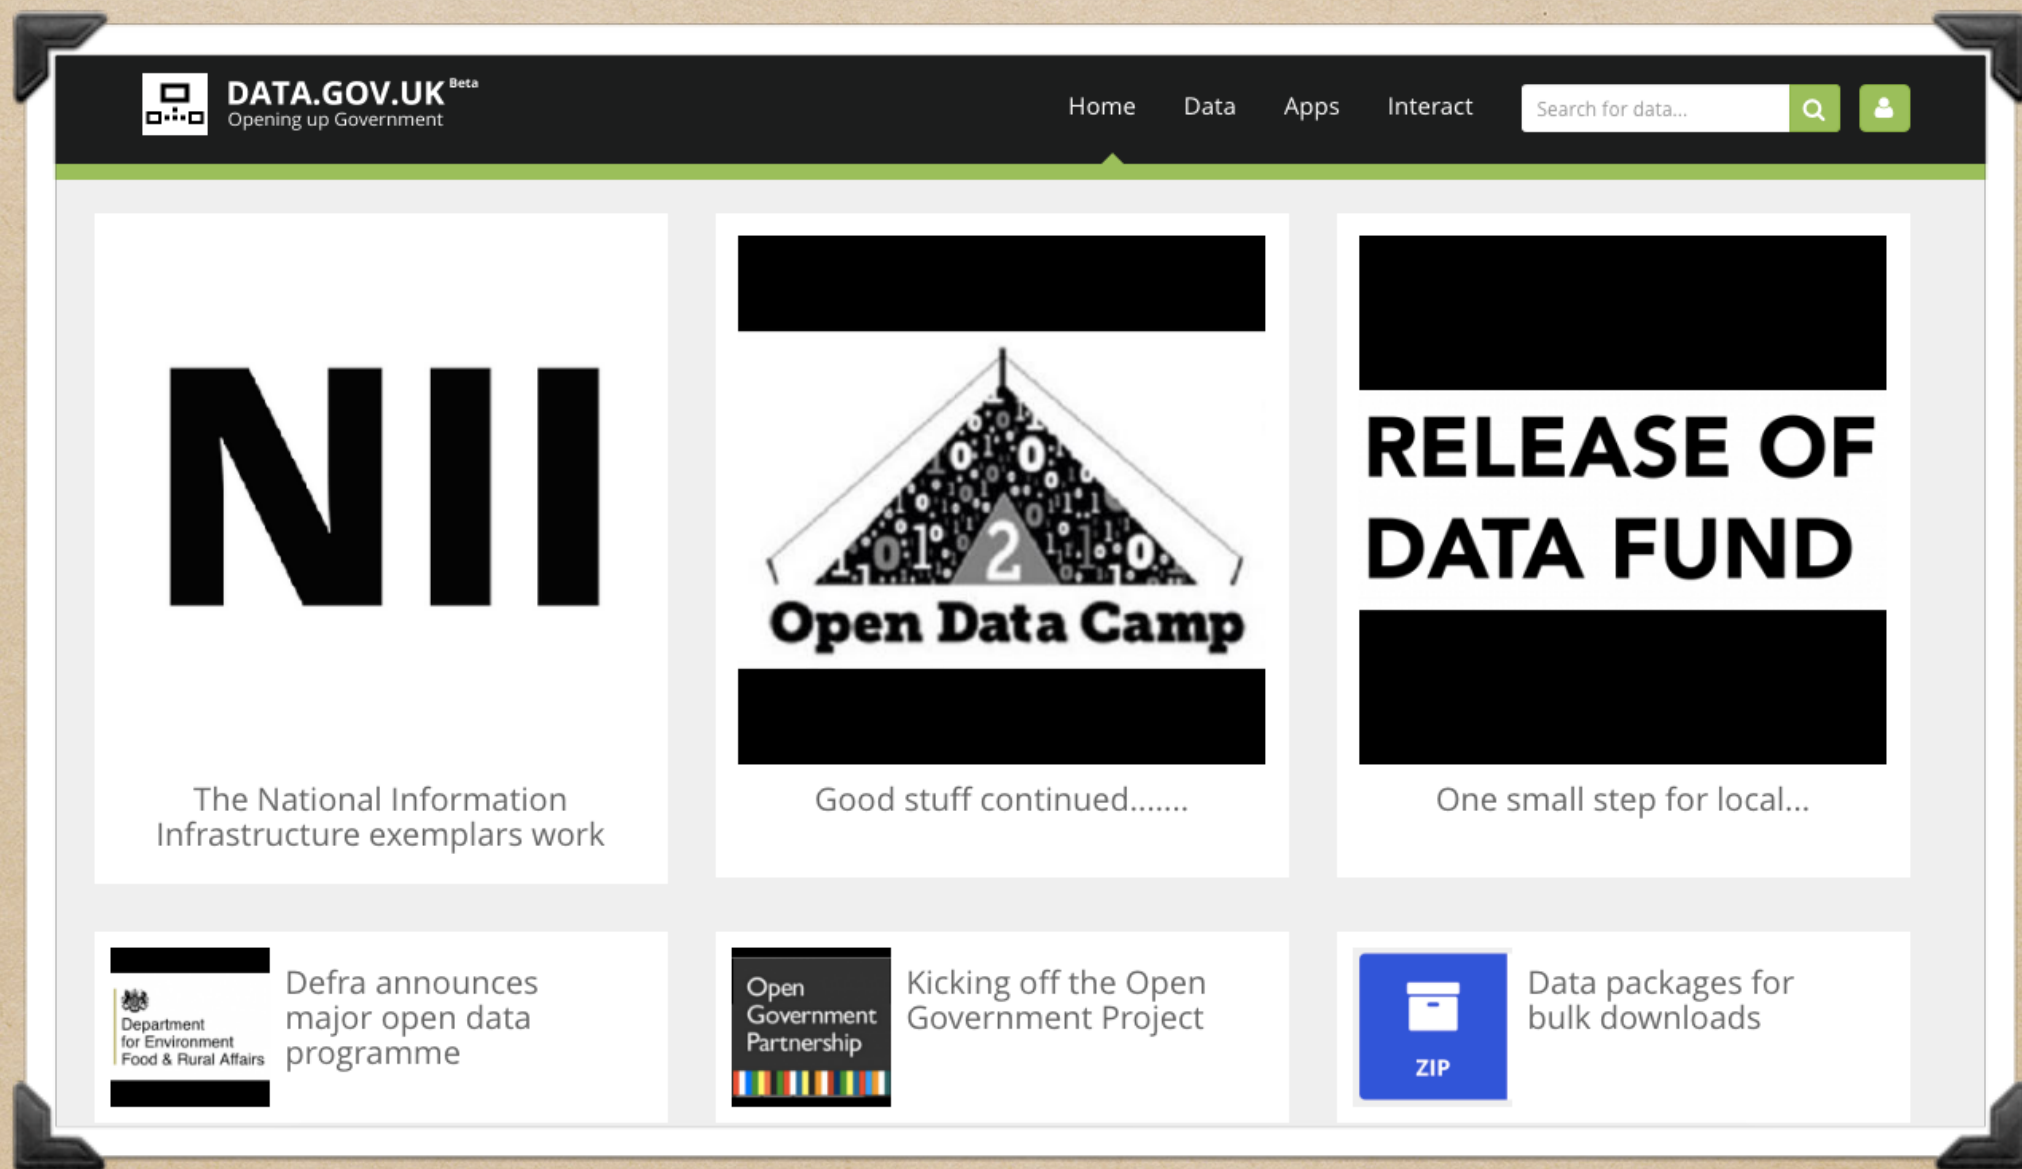 DATA.GOV.UK Beta
Opening up Government
Home Data Apps Interact Search for data...
NII
The National Information
Infrastructure exemplars work
2
Open Data Camp
Good stuff continued.......
RELEASE OF
DATA FUND
One small step for local...
Department
for Environment
Food & Rural Affairs
Defra announces
major open data
programme
Open
Government
Partnership
Kicking off the Open
Government Project
ZIP
Data packages for
bulk downloads